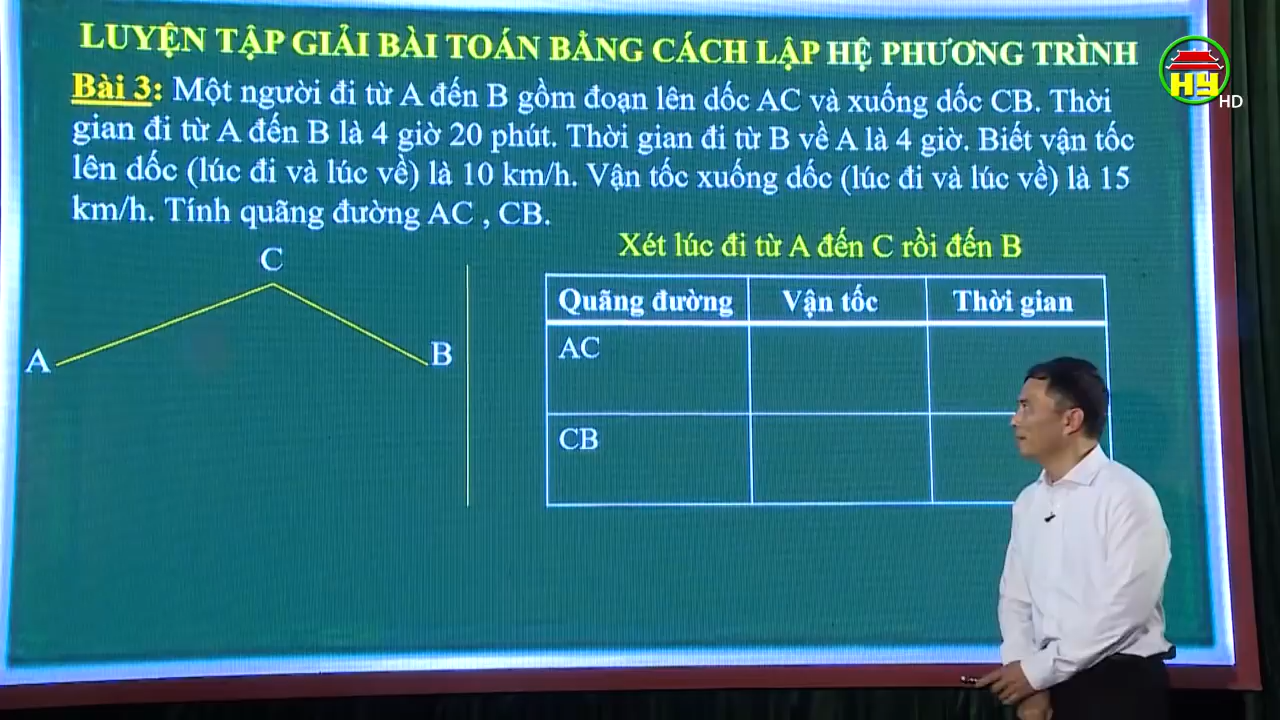 LUYỆN TẬP GIẢI BÀI TOÁN BẰNG CÁCH LẬP HỆ PHƯƠNG TRÌNH
Bài 3: Một người đi từ A đến B gồm đoạn lên dốc AC và xuống dốc CB. Thời
gian đi từ A đến B là 4 giờ 20 phút. Thời gian đi từ B về A là 4 giờ. Biết vận tốc
lên dốc (lúc đi và lúc về) là 10 km/h. Vận tốc xuống dốc (lúc đi và lúc về) là 15
km/h. Tính quãng đường AC , CB.
HY
HD
C
A
B
Xét lúc đi từ A đến C rồi đến B
Quãng đường Vận tốc Thời gian
AC
CB